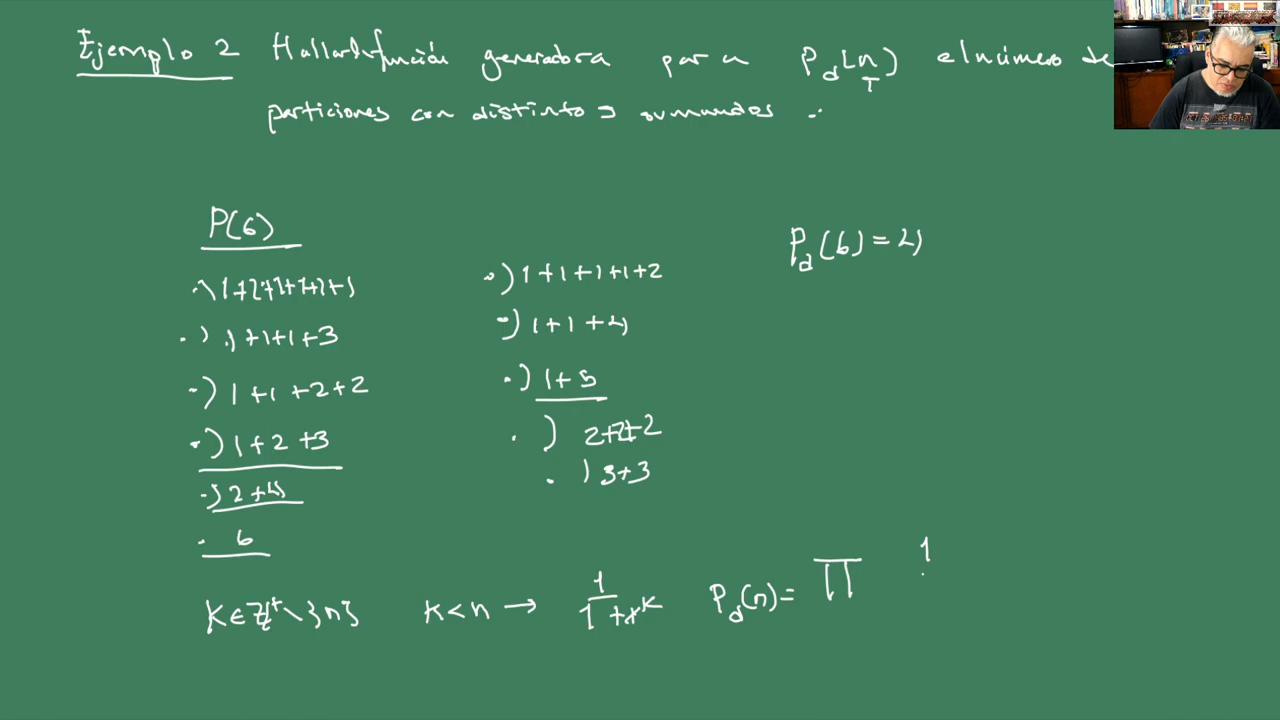 Ejemplo 2 Hallar la función generadora para P_d(n) el número de
particiones con distintos sumandos .
P(6)
P_d(6) = 4
·) 1+1+1+1+1+1
·) 1+1+1+1+2
·) 1+1+1+3
·) 1+1+4
·) 1+1+2+2
·) 1+5
·) 1+2+3
·) 2+2+2
·) 2+4
·) 3+3
· 6
K ∈ Z⁺ \ {n} K < n → 1/(1+x^K) P_d(n) = ∏ 1